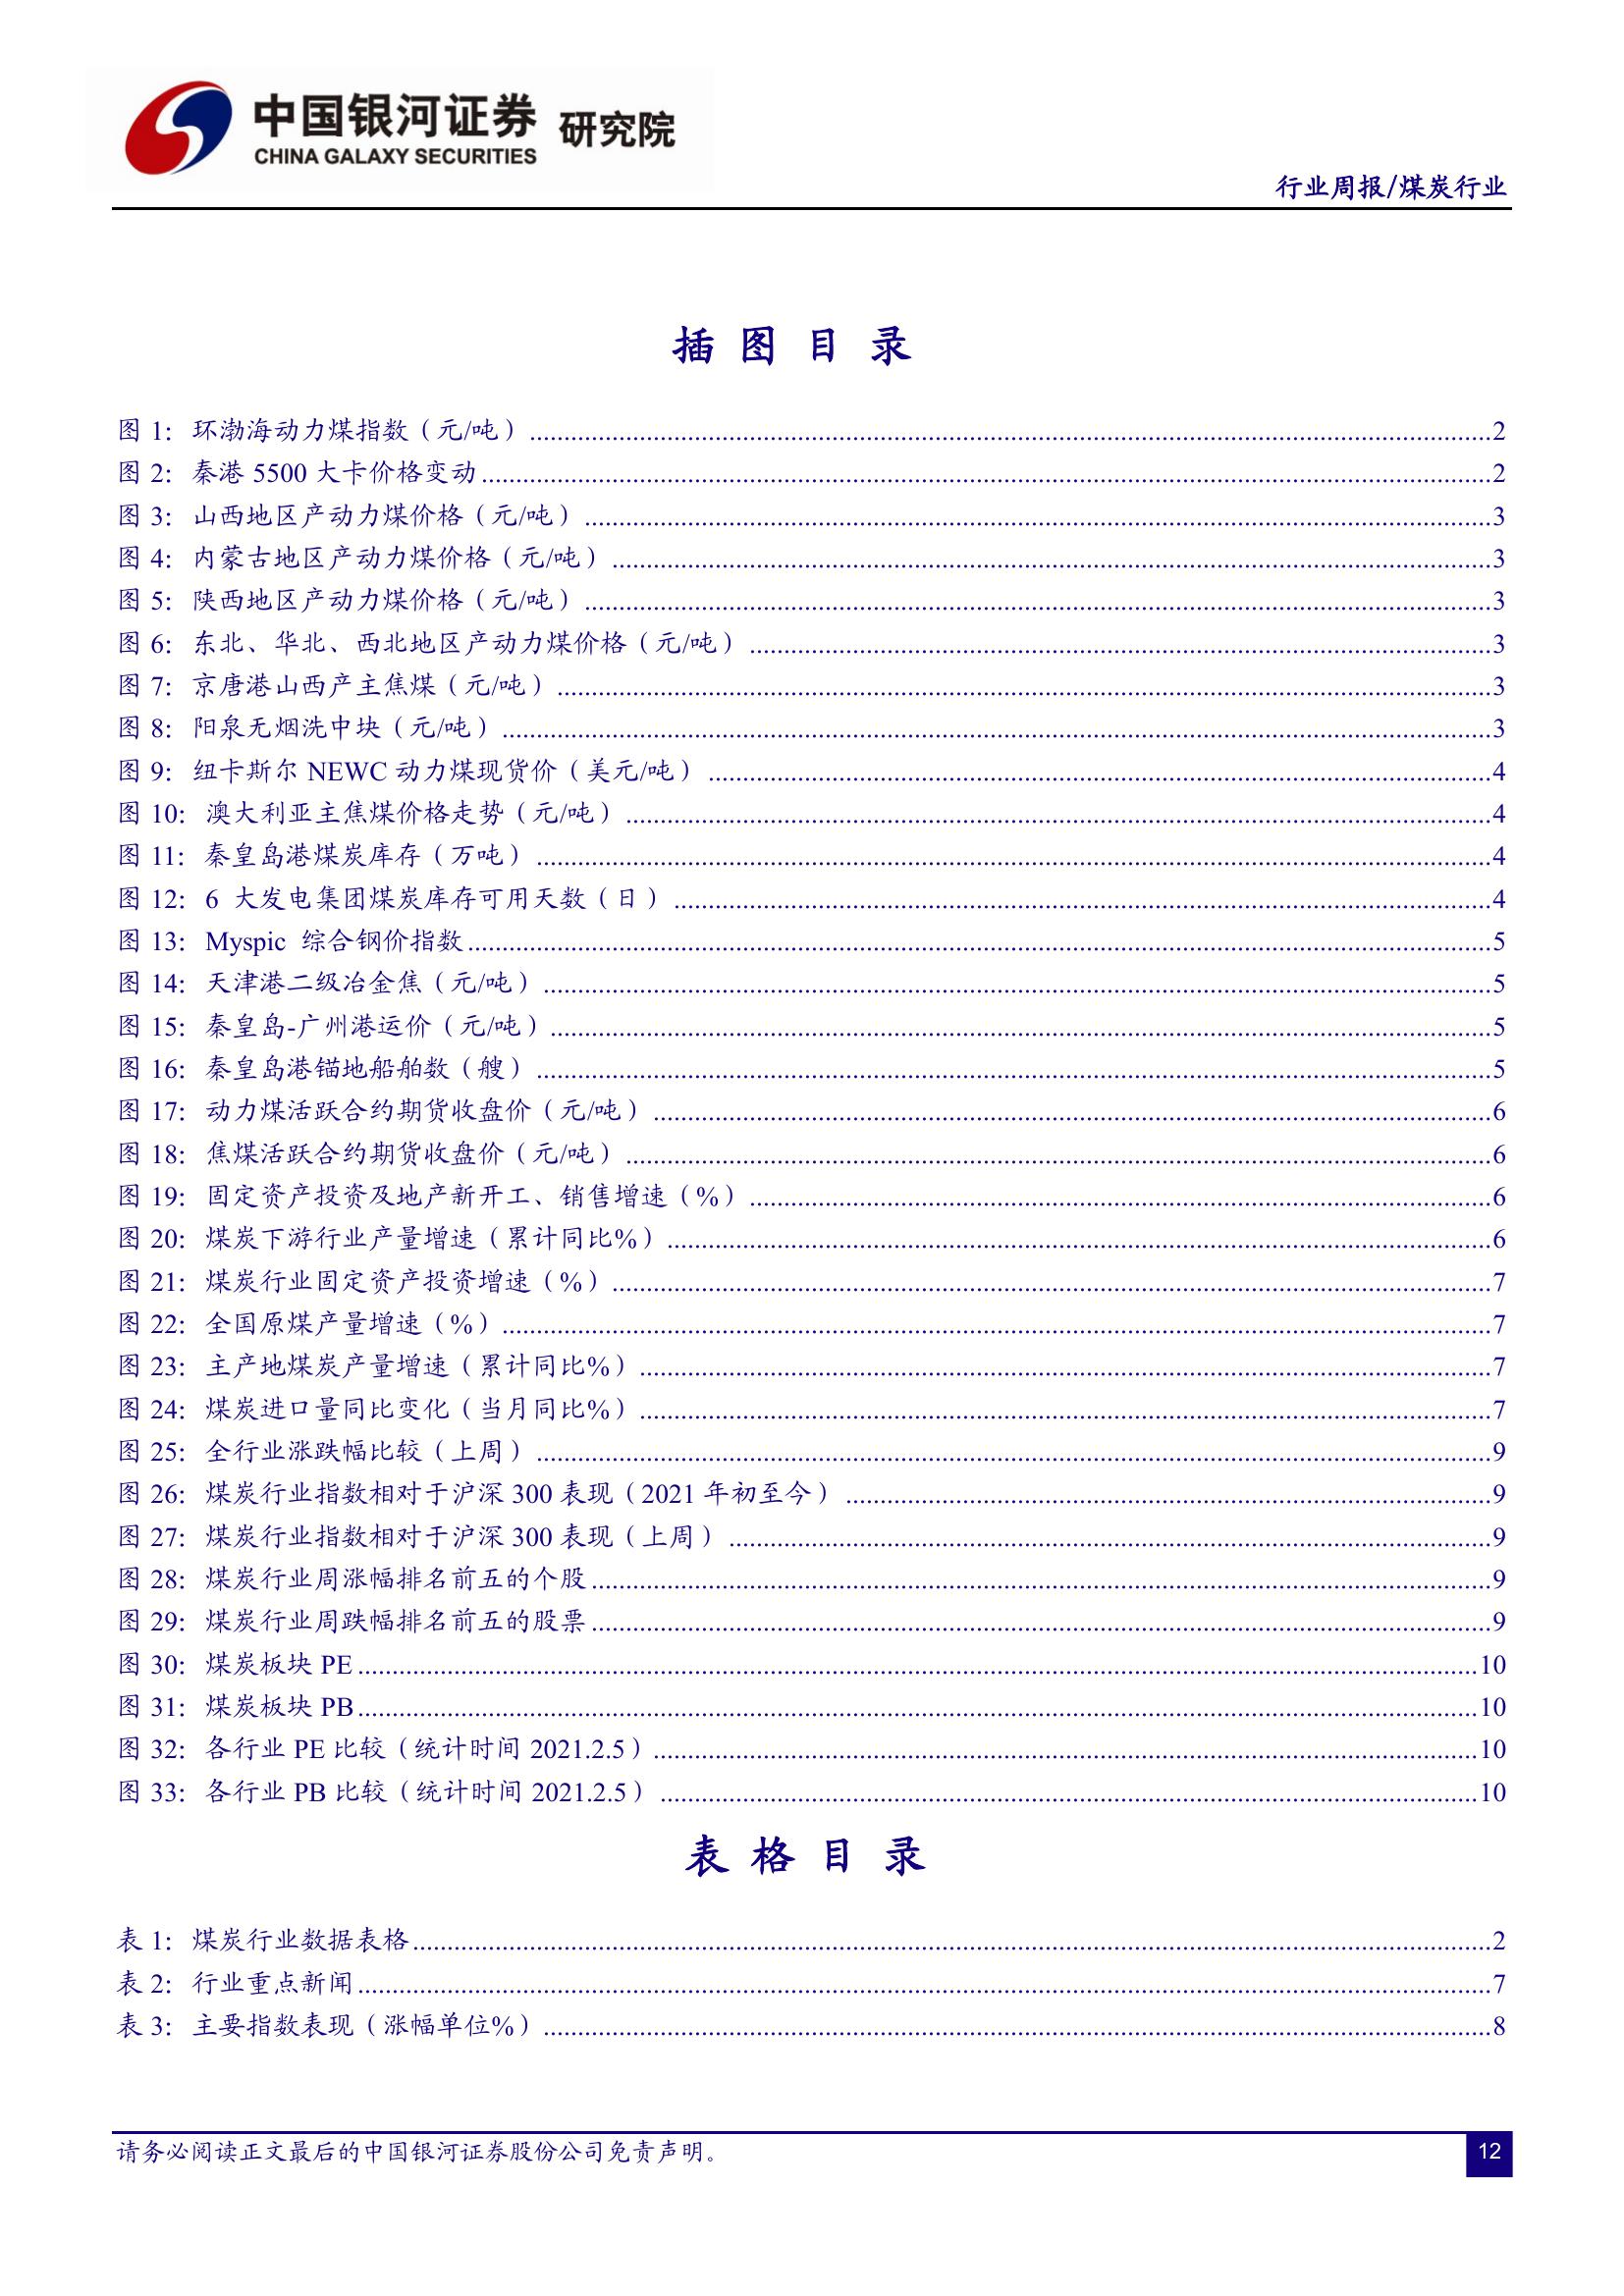 中国银河证券 研究院
CHINA GALAXY SECURITIES
行业周报/煤炭行业
插 图 目 录
图 1: 环渤海动力煤指数（元/吨）..........2
图 2: 秦港 5500 大卡价格变动..........2
图 3: 山西地区产动力煤价格（元/吨）..........3
图 4: 内蒙古地区产动力煤价格（元/吨）..........3
图 5: 陕西地区产动力煤价格（元/吨）..........3
图 6: 东北、华北、西北地区产动力煤价格（元/吨）..........3
图 7: 京唐港山西产主焦煤（元/吨）..........3
图 8: 阳泉无烟洗中块（元/吨）..........3
图 9: 纽卡斯尔 NEWC 动力煤现货价（美元/吨）..........4
图 10: 澳大利亚主焦煤价格走势（元/吨）..........4
图 11: 秦皇岛港煤炭库存（万吨）..........4
图 12: 6 大发电集团煤炭库存可用天数（日）..........4
图 13: Myspic 综合钢价指数..........5
图 14: 天津港二级冶金焦（元/吨）..........5
图 15: 秦皇岛-广州港运价（元/吨）..........5
图 16: 秦皇岛港锚地船舶数（艘）..........5
图 17: 动力煤活跃合约期货收盘价（元/吨）..........6
图 18: 焦煤活跃合约期货收盘价（元/吨）..........6
图 19: 固定资产投资及地产新开工、销售增速（%）..........6
图 20: 煤炭下游行业产量增速（累计同比%）..........6
图 21: 煤炭行业固定资产投资增速（%）..........7
图 22: 全国原煤产量增速（%）..........7
图 23: 主产地煤炭产量增速（累计同比%）..........7
图 24: 煤炭进口量同比变化（当月同比%）..........7
图 25: 全行业涨跌幅比较（上周）..........9
图 26: 煤炭行业指数相对于沪深 300 表现（2021 年初至今）..........9
图 27: 煤炭行业指数相对于沪深 300 表现（上周）..........9
图 28: 煤炭行业周涨幅排名前五的个股..........9
图 29: 煤炭行业周跌幅排名前五的股票..........9
图 30: 煤炭板块 PE..........10
图 31: 煤炭板块 PB..........10
图 32: 各行业 PE 比较（统计时间 2021.2.5）..........10
图 33: 各行业 PB 比较（统计时间 2021.2.5）..........10
表 格 目 录
表 1: 煤炭行业数据表格..........2
表 2: 行业重点新闻..........7
表 3: 主要指数表现（涨幅单位%）..........8
请务必阅读正文最后的中国银河证券股份公司免责声明。
12